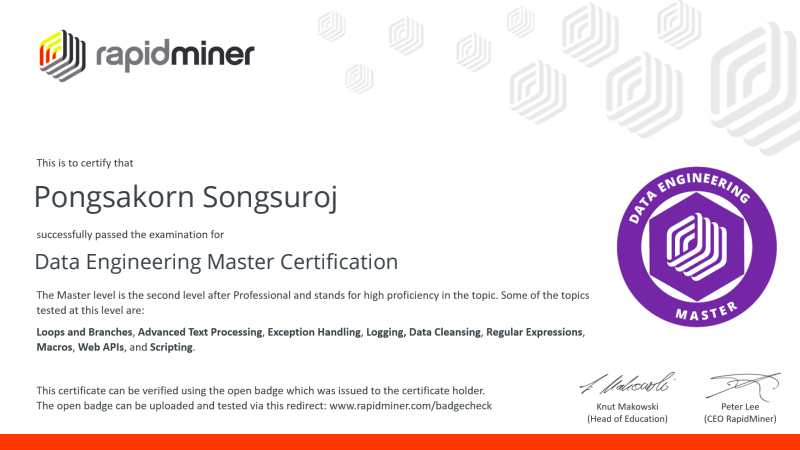 rapidminer
This is to certify that
Pongsakorn Songsuroj
successfully passed the examination for
Data Engineering Master Certification
The Master level is the second level after Professional and stands for high proficiency in the topic. Some of the topics
tested at this level are:
Loops and Branches, Advanced Text Processing, Exception Handling, Logging, Data Cleansing, Regular Expressions,
Macros, Web APIs, and Scripting.
DATA ENGINEERING
MASTER
This certificate can be verified using the open badge which was issued to the certificate holder.
The open badge can be uploaded and tested via this redirect: www.rapidminer.com/badgecheck
Knut Makowski
(Head of Education)
Peter Lee
(CEO RapidMiner)